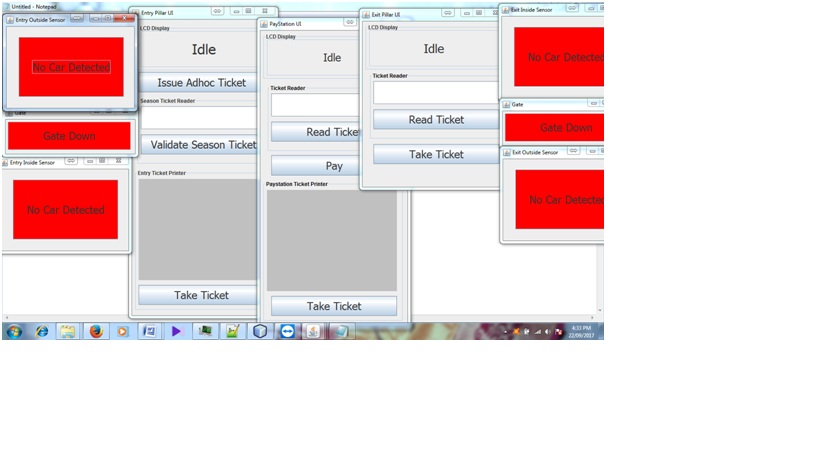 Untitled - Notepad
Entry Outside Sensor
No Car Detected
Gate
Gate Down
Entry Inside Sensor
No Car Detected
Entry Pillar UI
LCD Display
Idle
Issue Adhoc Ticket
Season Ticket Reader
Validate Season Ticket
Entry Ticket Printer
Take Ticket
PayStation UI
LCD Display
Idle
Ticket Reader
Read Ticke
Pay
Paystation Ticket Printer
Take Ticket
Exit Pillar UI
LCD Display
Idle
Ticket Reader
Read Ticket
Take Ticket
Exit Inside Sensor
No Car Detected
Gate
Gate Down
Exit Outside Sensor
No Car Detected
4:33 PM
22/09/2017